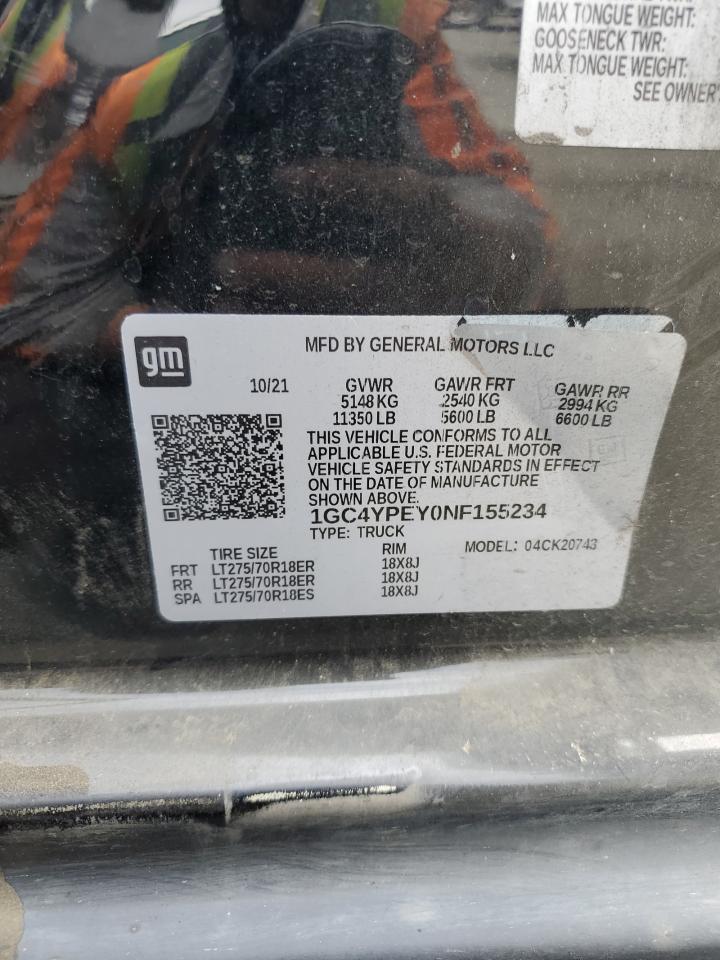 MAX TONGUE WEIGHT:
GOOSENECK TWR:
MAX TONGUE WEIGHT:
SEE OWNER'
gm
MFD BY GENERAL MOTORS LLC
10/21 GVWR GAWR FRT GAWR RR
5148 KG 2540 KG 2994 KG
11350 LB 5600 LB 6600 LB
THIS VEHICLE CONFORMS TO ALL
APPLICABLE U.S. FEDERAL MOTOR
VEHICLE SAFETY STANDARDS IN EFFECT
ON THE DATE OF MANUFACTURE
SHOWN ABOVE.
1GC4YPEY0NF155234
TYPE: TRUCK
MODEL: 04CK20743
TIRE SIZE RIM
FRT LT275/70R18ER 18X8J
RR LT275/70R18ER 18X8J
SPA LT275/70R18ES 18X8J